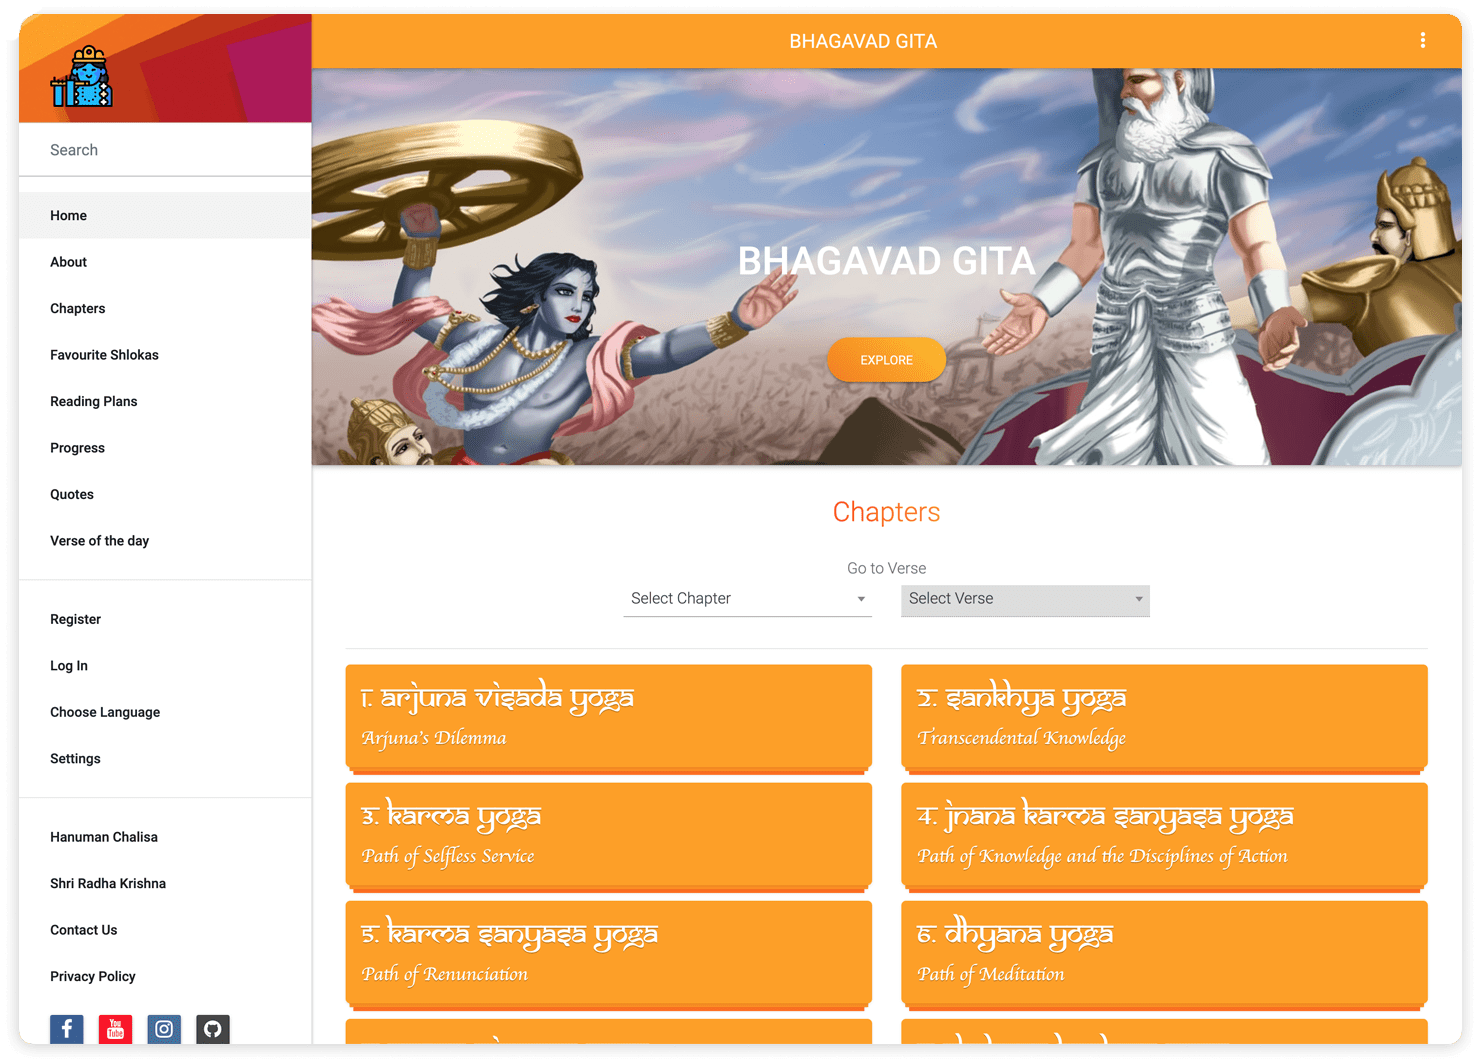 BHAGAVAD GITA
Search
Home
About
Chapters
Favourite Shlokas
Reading Plans
Progress
Quotes
Verse of the day
Register
Log In
Choose Language
Settings
Hanuman Chalisa
Shri Radha Krishna
Contact Us
Privacy Policy
You
Tube
BHAGAVAD GITA
EXPLORE
Chapters
Go to Verse
Select Chapter
Select Verse
1. arjuna visada yoga
Arjuna's Dilemma
2. sankhya yoga
Transcendental Knowledge
3. karma yoga
Path of Selfless Service
4. jnana karma sanyasa yoga
Path of Knowledge and the Disciplines of Action
5. karma sanyasa yoga
Path of Renunciation
6. dhyana yoga
Path of Meditation